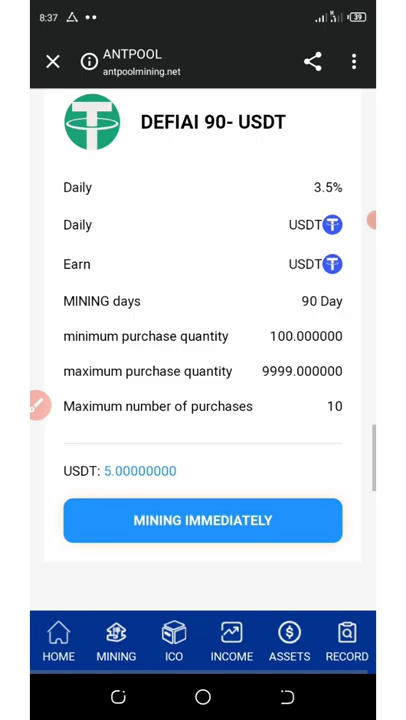 8:37
39
ANTPOOL
antpoolmining.net
DEFIAI 90- USDT
Daily 3.5%
Daily USDT
Earn USDT
MINING days 90 Day
minimum purchase quantity 100.000000
maximum purchase quantity 9999.000000
Maximum number of purchases 10
USDT: 5.00000000
MINING IMMEDIATELY
HOME MINING ICO INCOME ASSETS RECORD